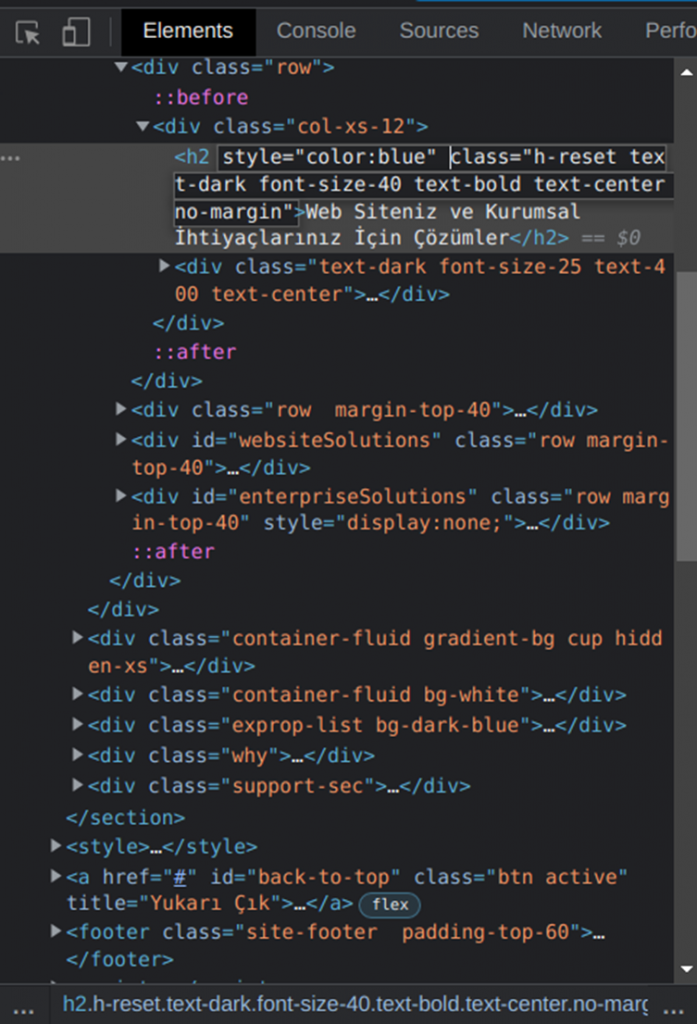 Elements Console Sources Network Perfo
▼<div class="row">
::before
▼<div class="col-xs-12">
… <h2 style="color:blue" class="h-reset tex
t-dark font-size-40 text-bold text-center
no-margin">Web Siteniz ve Kurumsal
İhtiyaçlarınız İçin Çözümler</h2> == $0
▶<div class="text-dark font-size-25 text-4
00 text-center">…</div>
</div>
::after
</div>
▶<div class="row  margin-top-40">…</div>
▶<div id="websiteSolutions" class="row margin-
top-40">…</div>
▶<div id="enterpriseSolutions" class="row marg
in-top-40" style="display:none;">…</div>
::after
</div>
</div>
▶<div class="container-fluid gradient-bg cup hidd
en-xs">…</div>
▶<div class="container-fluid bg-white">…</div>
▶<div class="exprop-list bg-dark-blue">…</div>
▶<div class="why">…</div>
▶<div class="support-sec">…</div>
</section>
▶<style>…</style>
▶<a href="#" id="back-to-top" class="btn active"
title="Yukarı Çık">…</a> flex
▶<footer class="site-footer  padding-top-60">…
</footer>
… h2.h-reset.text-dark.font-size-40.text-bold.text-center.no-marg …